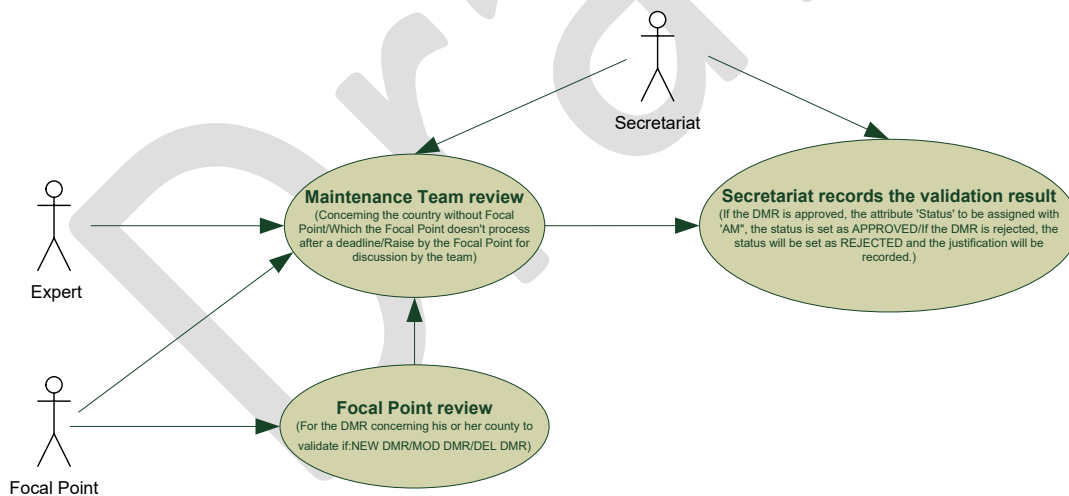 Secretariat
Maintenance Team review
(Concerning the country without Focal
Point/Which the Focal Point doesn't process
after a deadline/Raise by the Focal Point for
discussion by the team)
Secretariat records the validation result
(If the DMR is approved, the attribute 'Status' to be assigned with
'AM", the status is set as APPROVED/If the DMR is rejected, the
status will be set as REJECTED and the justification will be
recorded.)
Expert
Focal Point review
(For the DMR concerning his or her county to
validate if:NEW DMR/MOD DMR/DEL DMR)
Focal Point